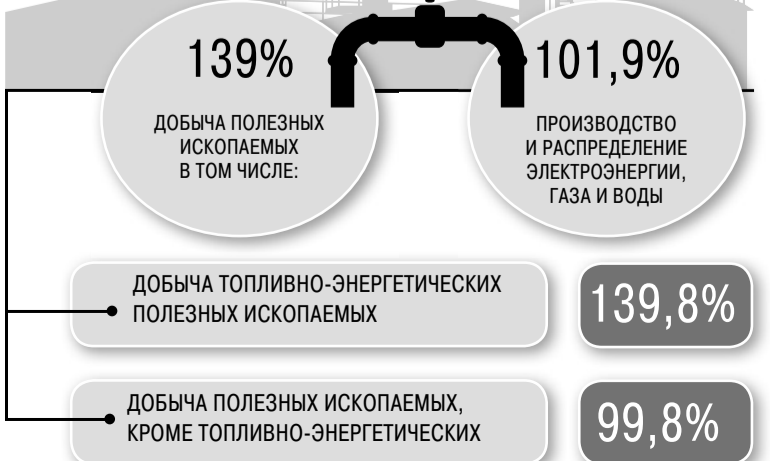 139%
ДОБЫЧА ПОЛЕЗНЫХ
ИСКОПАЕМЫХ
В ТОМ ЧИСЛЕ:
101,9%
ПРОИЗВОДСТВО
И РАСПРЕДЕЛЕНИЕ
ЭЛЕКТРОЭНЕРГИИ,
ГАЗА И ВОДЫ
ДОБЫЧА ТОПЛИВНО-ЭНЕРГЕТИЧЕСКИХ
ПОЛЕЗНЫХ ИСКОПАЕМЫХ
139,8%
ДОБЫЧА ПОЛЕЗНЫХ ИСКОПАЕМЫХ,
КРОМЕ ТОПЛИВНО-ЭНЕРГЕТИЧЕСКИХ
99,8%